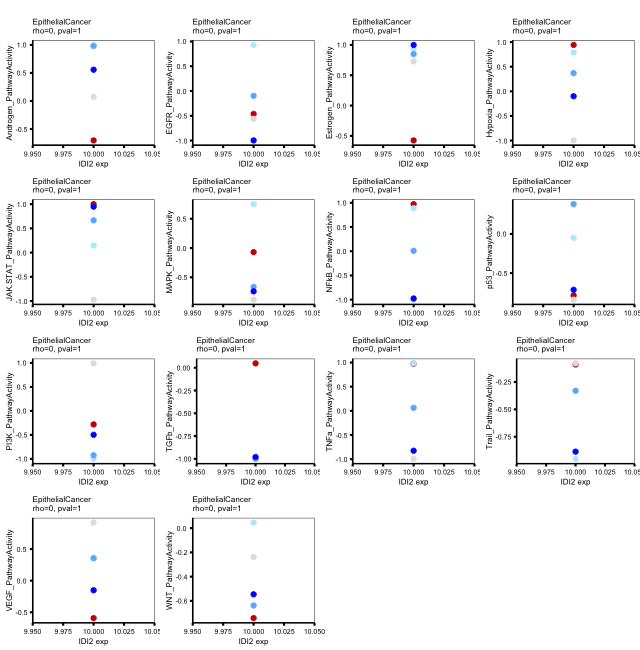 EpithelialCancer
rho=0, pval=1
Androgen_PathwayActivity
1.0
0.5
0.0
-0.5
9.950 9.975 10.000 10.025 10.05
IDI2 exp
EpithelialCancer
rho=0, pval=1
EGFR_PathwayActivity
1.0
0.5
0.0
-0.5
-1.0
9.950 9.975 10.000 10.025 10.05
IDI2 exp
EpithelialCancer
rho=0, pval=1
Estrogen_PathwayActivity
1.0
0.5
0.0
-0.5
9.950 9.975 10.000 10.025 10.05
IDI2 exp
EpithelialCancer
rho=0, pval=1
Hypoxia_PathwayActivity
1.0
0.5
0.0
-0.5
-1.0
9.950 9.975 10.000 10.025 10.05
IDI2 exp
EpithelialCancer
rho=0, pval=1
JAK.STAT_PathwayActivity
1.0
0.5
0.0
-0.5
-1.0
9.950 9.975 10.000 10.025 10.05
IDI2 exp
EpithelialCancer
rho=0, pval=1
MAPK_PathwayActivity
0.5
0.0
-0.5
9.950 9.975 10.000 10.025 10.05
IDI2 exp
EpithelialCancer
rho=0, pval=1
NFkB_PathwayActivity
1.0
0.5
0.0
-0.5
-1.0
9.950 9.975 10.000 10.025 10.05
IDI2 exp
EpithelialCancer
rho=0, pval=1
p53_PathwayActivity
0.0
-0.5
9.950 9.975 10.000 10.025 10.05
IDI2 exp
EpithelialCancer
rho=0, pval=1
PI3K_PathwayActivity
1.0
0.5
0.0
-0.5
-1.0
9.950 9.975 10.000 10.025 10.05
IDI2 exp
EpithelialCancer
rho=0, pval=1
TGFb_PathwayActivity
0.00
-0.25
-0.50
-0.75
-1.00
9.950 9.975 10.000 10.025 10.05
IDI2 exp
EpithelialCancer
rho=0, pval=1
TNFa_PathwayActivity
1.0
0.5
0.0
-0.5
-1.0
9.950 9.975 10.000 10.025 10.05
IDI2 exp
EpithelialCancer
rho=0, pval=1
Trail_PathwayActivity
-0.25
-0.50
-0.75
9.950 9.975 10.000 10.025 10.05
IDI2 exp
EpithelialCancer
rho=0, pval=1
VEGF_PathwayActivity
0.5
0.0
-0.5
9.950 9.975 10.000 10.025 10.05
IDI2 exp
EpithelialCancer
rho=0, pval=1
WNT_PathwayActivity
0.0
-0.2
-0.4
-0.6
9.950 9.975 10.000 10.025 10.050
IDI2 exp